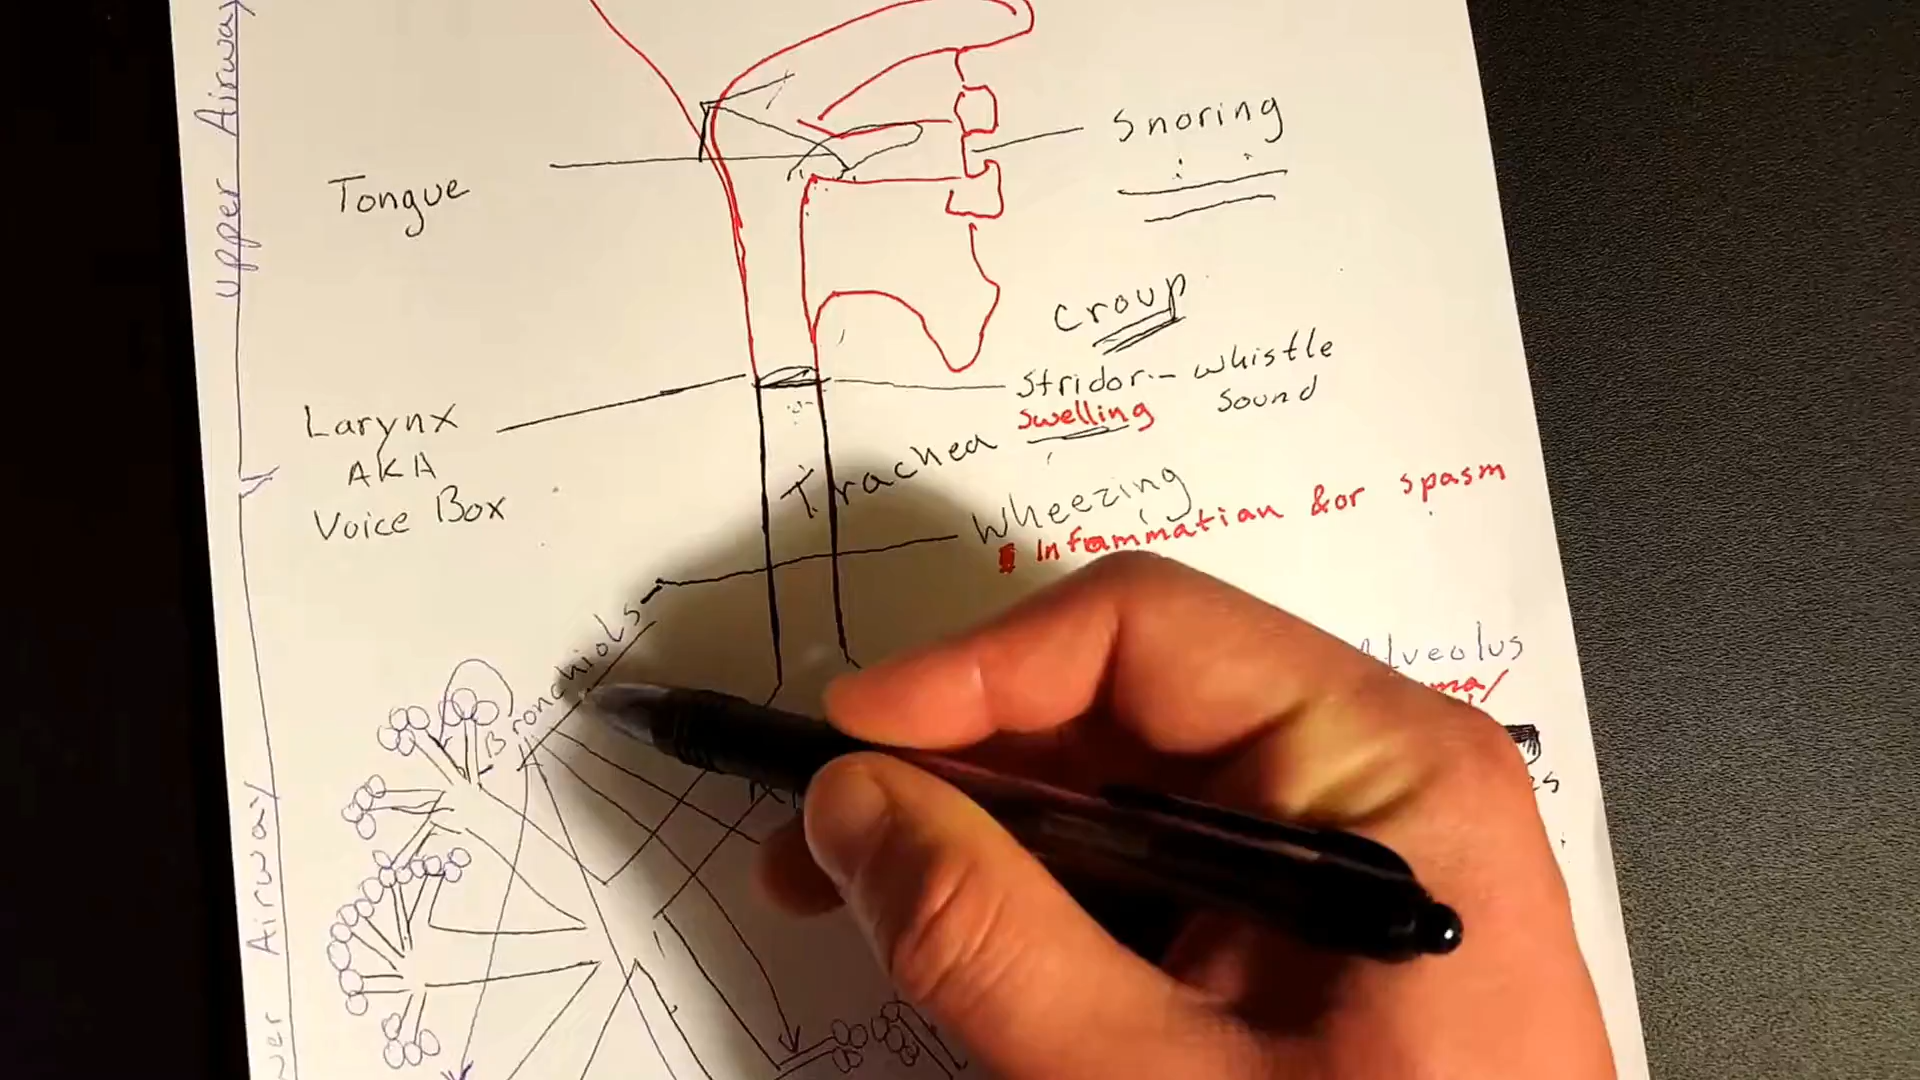 Upper Airway
Snoring
Tongue
Croup
Stridor - whistle
sound
swelling
Larynx
AKA
Voice Box
Trachea
Wheezing
Infammatian &or spasm
Bronchiols
Alveolus
Airway